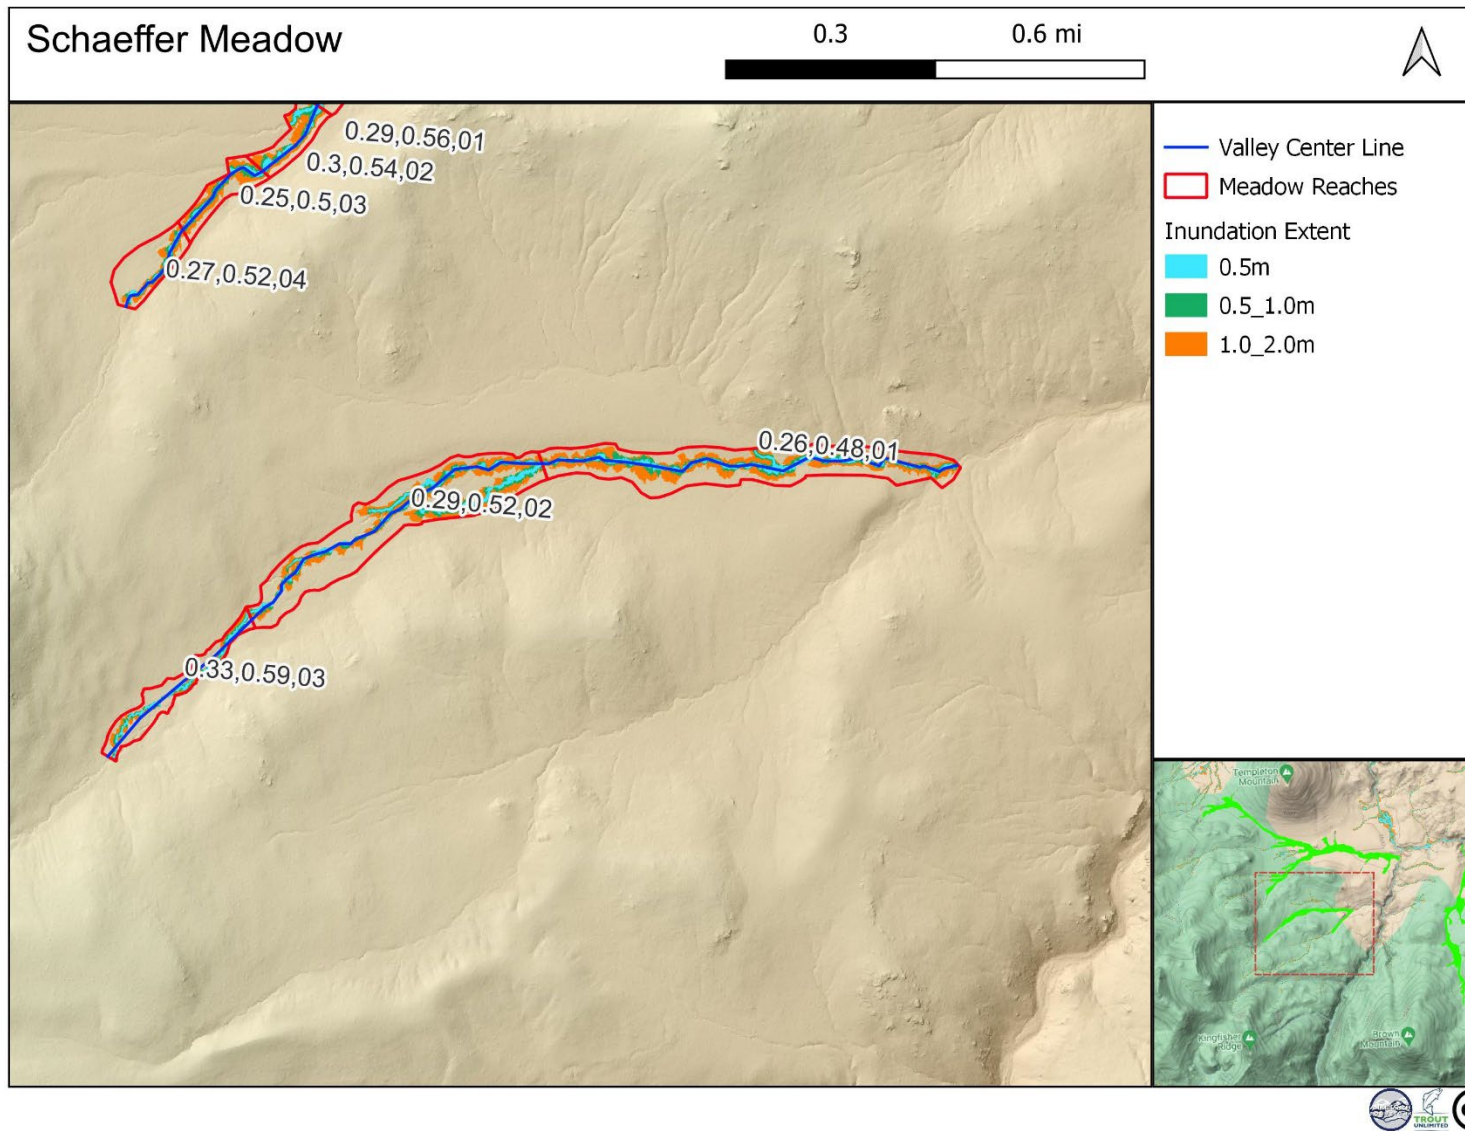 Schaeffer Meadow
0.3 0.6 mi
0.29,0.56,01
0.3,0.54,02
0.25,0.5,03
0.27,0.52,04
0.26,0.48,01
0.29,0.52,02
0.33,0.59,03
Valley Center Line
Meadow Reaches
Inundation Extent
0.5m
0.5_1.0m
1.0_2.0m
Templeton
Mountain
Kingfisher
Ridge
Brown
Mountain
TROUT
UNLIMITED